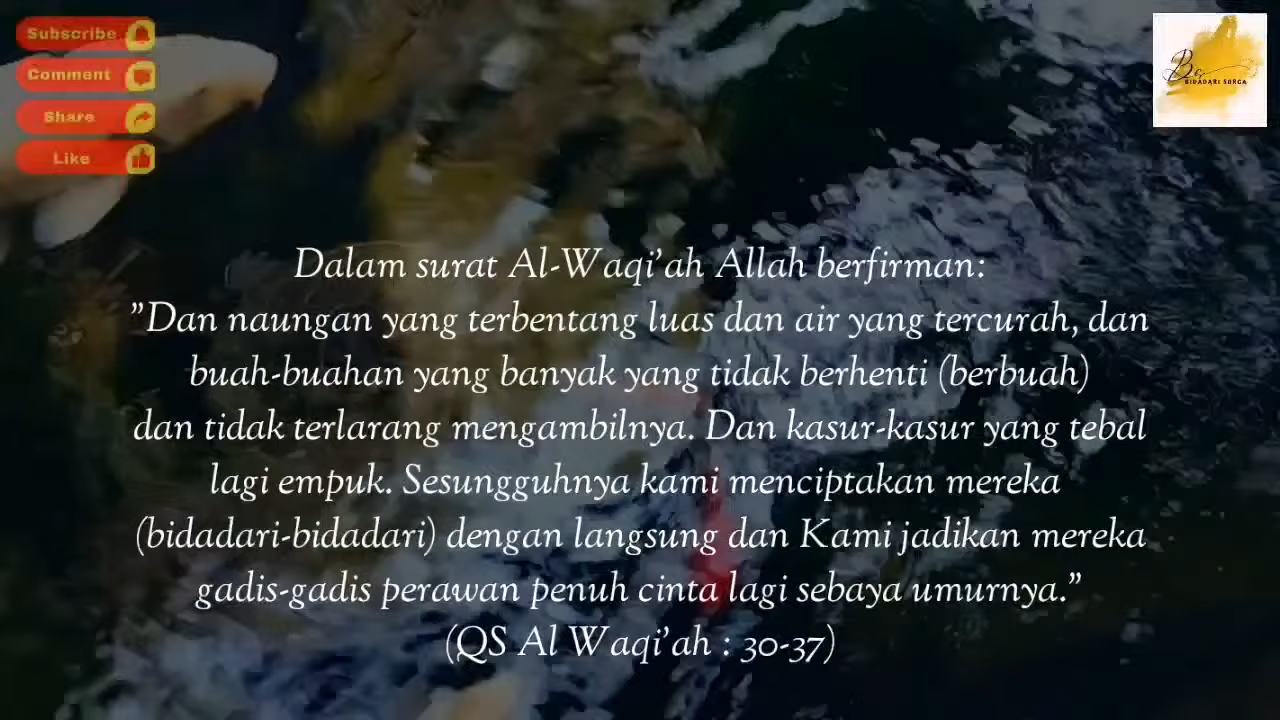 Subscribe
Comment
Share
Like
Bs
BIDADARI SURGA
Dalam surat Al-Waqi'ah Allah berfirman:
"Dan naungan yang terbentang luas dan air yang tercurah, dan
buah-buahan yang banyak yang tidak berhenti (berbuah)
dan tidak terlarang mengambilnya. Dan kasur-kasur yang tebal
lagi empuk. Sesungguhnya kami menciptakan mereka
(bidadari-bidadari) dengan langsung dan Kami jadikan mereka
gadis-gadis perawan penuh cinta lagi sebaya umurnya."
(QS Al Waqi'ah : 30-37)